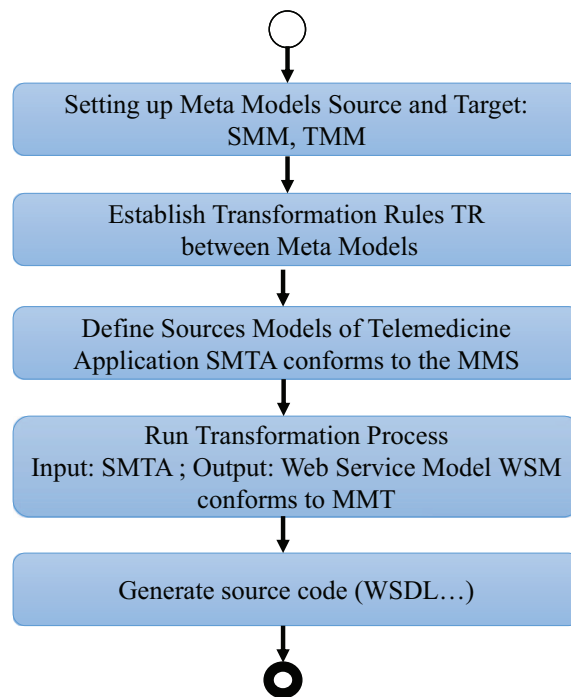 Setting up Meta Models Source and Target:
SMM, TMM
Establish Transformation Rules TR
between Meta Models
Define Sources Models of Telemedicine
Application SMTA conforms to the MMS
Run Transformation Process
Input: SMTA ; Output: Web Service Model WSM
conforms to MMT
Generate source code (WSDL…)